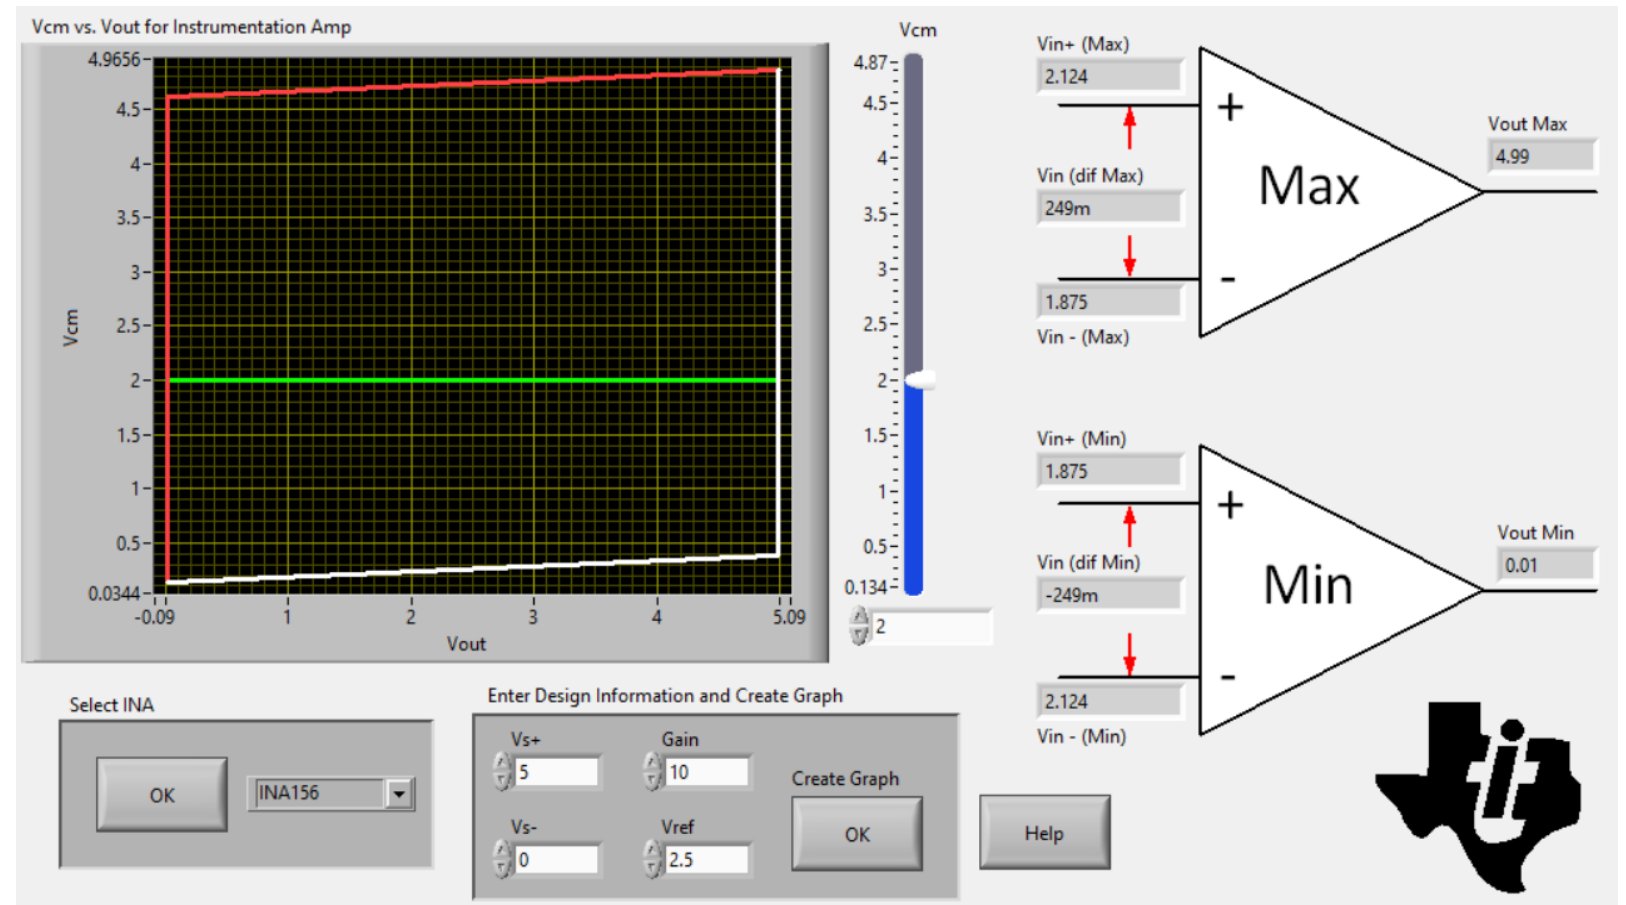 Vcm vs. Vout for Instrumentation Amp
4.9656
4.5
4
3.5
3
2.5
2
1.5
1
0.5
0.0344
Vcm
-0.09
1
2
3
4
5.09
Vout
Vcm
4.87
4.5
4
3.5
3
2.5
2
1.5
1
0.5
0.134
2
Vin+ (Max)
2.124
Vin (dif Max)
249m
1.875
Vin - (Max)
+
-
Max
Vout Max
4.99
Vin+ (Min)
1.875
Vin (dif Min)
-249m
2.124
Vin - (Min)
+
-
Min
Vout Min
0.01
Select INA
OK
INA156
Enter Design Information and Create Graph
Vs+
5
Gain
10
Vs-
0
Vref
2.5
Create Graph
OK
Help
ti